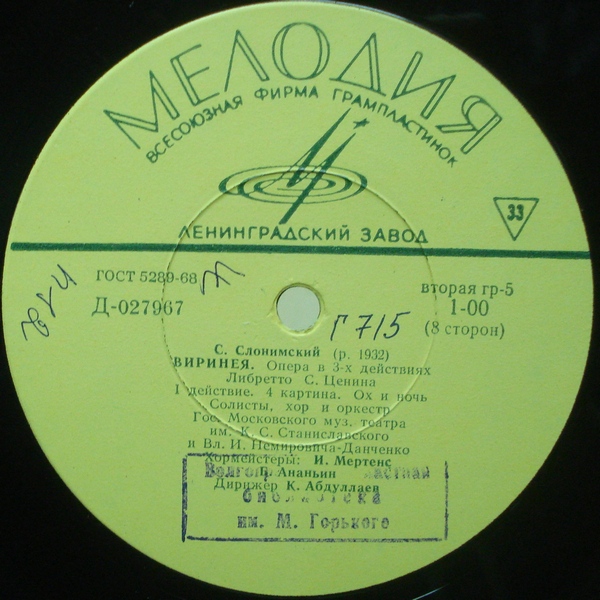 МЕЛОДИЯ
ВСЕСОЮЗНАЯ ФИРМА ГРАМПЛАСТИНОК
ЛЕНИНГРАДСКИЙ ЗАВОД
33
ГОСТ 5289-68
Д-027967
вторая гр-5
1-00
(8 сторон)
Г 715
С. Слонимский (р. 1932)
ВИРИНЕЯ. Опера в 3-х действиях
Либретто С. Ценина
1 действие. 4 картина. Ох и ночь
Солисты, хор и оркестр
Гос. Московского муз. театра
им. К. С. Станиславского
и Вл. И. Немировича-Данченко
Хормейстеры: И. Мертенс
В. Ананьин
Дирижер К. Абдуллаев
библиотека
им. М. Горького